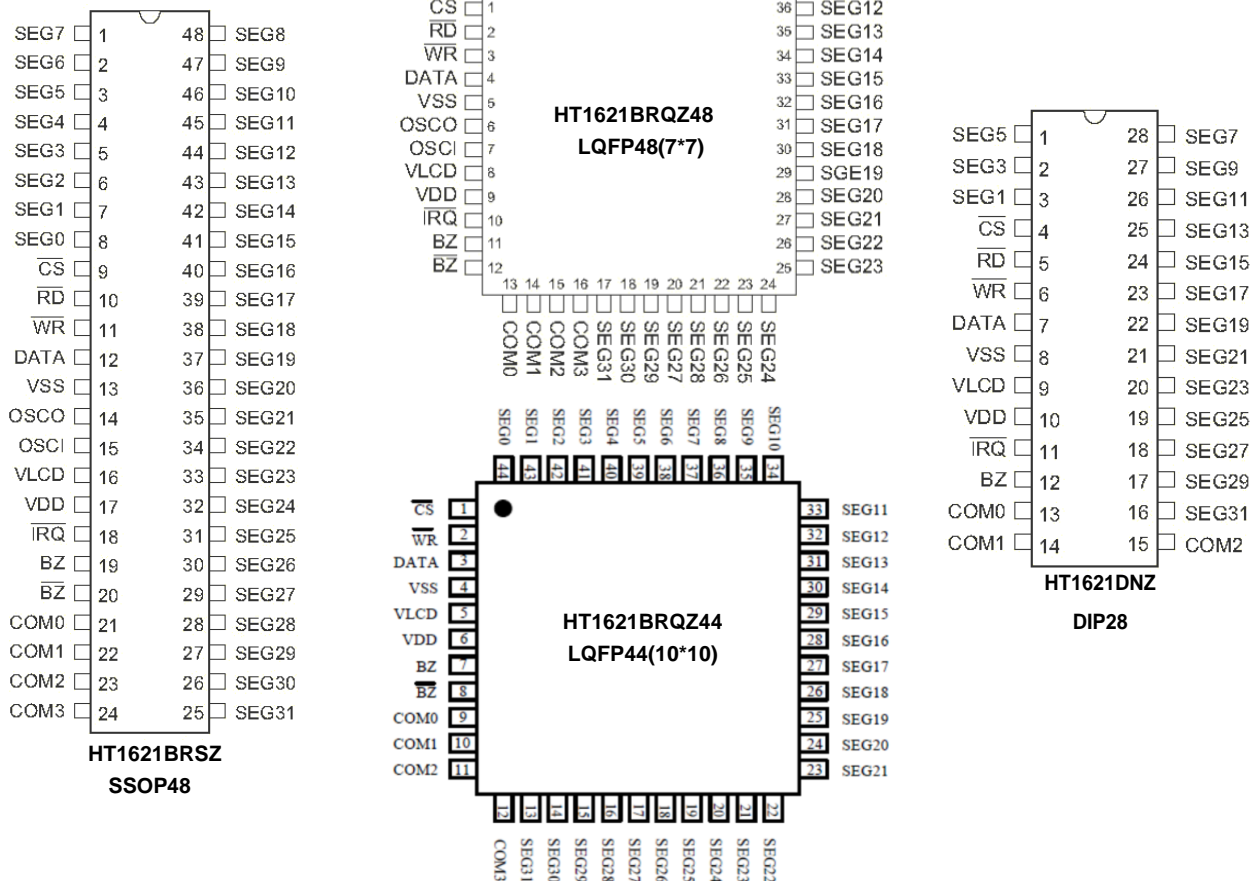 SEG7 1 48 SEG8
SEG6 2 47 SEG9
SEG5 3 46 SEG10
SEG4 4 45 SEG11
SEG3 5 44 SEG12
SEG2 6 43 SEG13
SEG1 7 42 SEG14
SEG0 8 41 SEG15
C̅S̅ 9 40 SEG16
R̅D̅ 10 39 SEG17
W̅R̅ 11 38 SEG18
DATA 12 37 SEG19
VSS 13 36 SEG20
OSCO 14 35 SEG21
OSCI 15 34 SEG22
VLCD 16 33 SEG23
VDD 17 32 SEG24
I̅R̅Q̅ 18 31 SEG25
BZ 19 30 SEG26
B̅Z̅ 20 29 SEG27
COM0 21 28 SEG28
COM1 22 27 SEG29
COM2 23 26 SEG30
COM3 24 25 SEG31
HT1621BRSZ
SSOP48
CS 1 36 SEG12
R̅D̅ 2 35 SEG13
W̅R̅ 3 34 SEG14
DATA 4 33 SEG15
VSS 5 32 SEG16
OSCO 6 31 SEG17
OSCI 7 30 SEG18
VLCD 8 29 SGE19
VDD 9 28 SEG20
I̅R̅Q̅ 10 27 SEG21
BZ 11 26 SEG22
B̅Z̅ 12 25 SEG23
HT1621BRQZ48
LQFP48(7*7)
13 14 15 16 17 18 19 20 21 22 23 24
COM0 COM1 COM2 COM3 SEG31 SEG30 SEG29 SEG27 SEG28 SEG26 SEG25 SEG24
SEG0 SEG1 SEG2 SEG3 SEG4 SEG5 SEG6 SEG7 SEG8 SEG9 SEG10
44 43 42 41 40 39 38 37 36 35 34
C̅S̅ 1 33 SEG11
W̅R̅ 2 32 SEG12
DATA 3 31 SEG13
VSS 4 30 SEG14
VLCD 5 29 SEG15
VDD 6 28 SEG16
BZ 7 27 SEG17
B̅Z̅ 8 26 SEG18
COM0 9 25 SEG19
COM1 10 24 SEG20
COM2 11 23 SEG21
HT1621BRQZ44
LQFP44(10*10)
12 13 14 15 16 17 18 19 20 21 22
COM3 SEG31 SEG30 SEG29 SEG28 SEG27 SEG26 SEG25 SEG24 SEG23 SEG22
SEG5 1 28 SEG7
SEG3 2 27 SEG9
SEG1 3 26 SEG11
C̅S̅ 4 25 SEG13
R̅D̅ 5 24 SEG15
W̅R̅ 6 23 SEG17
DATA 7 22 SEG19
VSS 8 21 SEG21
VLCD 9 20 SEG23
VDD 10 19 SEG25
I̅R̅Q̅ 11 18 SEG27
BZ 12 17 SEG29
COM0 13 16 SEG31
COM1 14 15 COM2
HT1621DNZ
DIP28